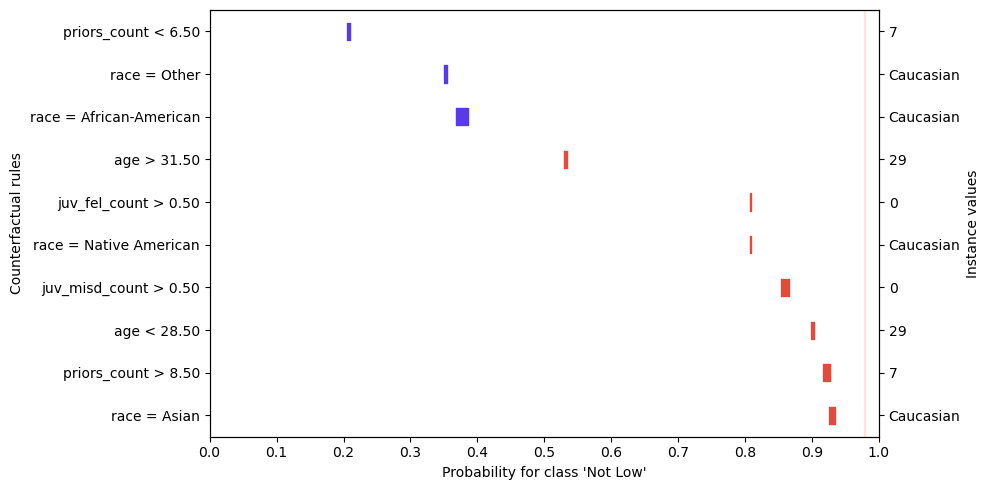 priors_count < 6.50 7
race = Other Caucasian
race = African-American Caucasian
age > 31.50 29
juv_fel_count > 0.50 0
race = Native American Caucasian
juv_misd_count > 0.50 0
age < 28.50 29
priors_count > 8.50 7
race = Asian Caucasian
Counterfactual rules
Instance values
0.0 0.1 0.2 0.3 0.4 0.5 0.6 0.7 0.8 0.9 1.0
Probability for class 'Not Low'